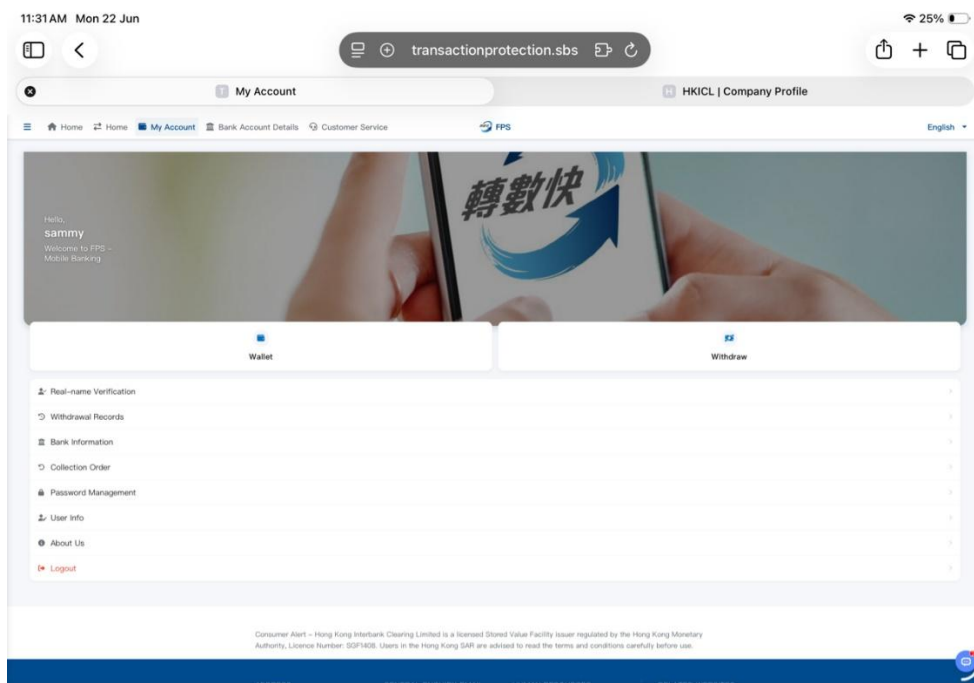 11:31 AM Mon 22 Jun
25%
transactionprotection.sbs
My Account
HKICL | Company Profile
Home
Home
My Account
Bank Account Details
Customer Service
FPS
English
轉數快
Hello,
sammy
Welcome to FPS -
Mobile Banking
Wallet
Withdraw
Real-name Verification
Withdrawal Records
Bank Information
Collection Order
Password Management
User Info
About Us
Logout
Consumer Alert - Hong Kong Interbank Clearing Limited is a licensed Stored Value Facility issuer regulated by the Hong Kong Monetary
Authority, Licence Number: SGF1408. Users in the Hong Kong SAR are advised to read the terms and conditions carefully before use.